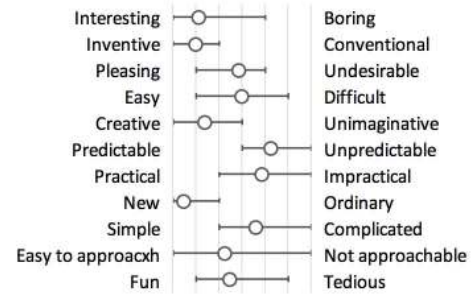 Interesting Boring
Inventive Conventional
Pleasing Undesirable
Easy Difficult
Creative Unimaginative
Predictable Unpredictable
Practical Impractical
New Ordinary
Simple Complicated
Easy to approacxh Not approachable
Fun Tedious